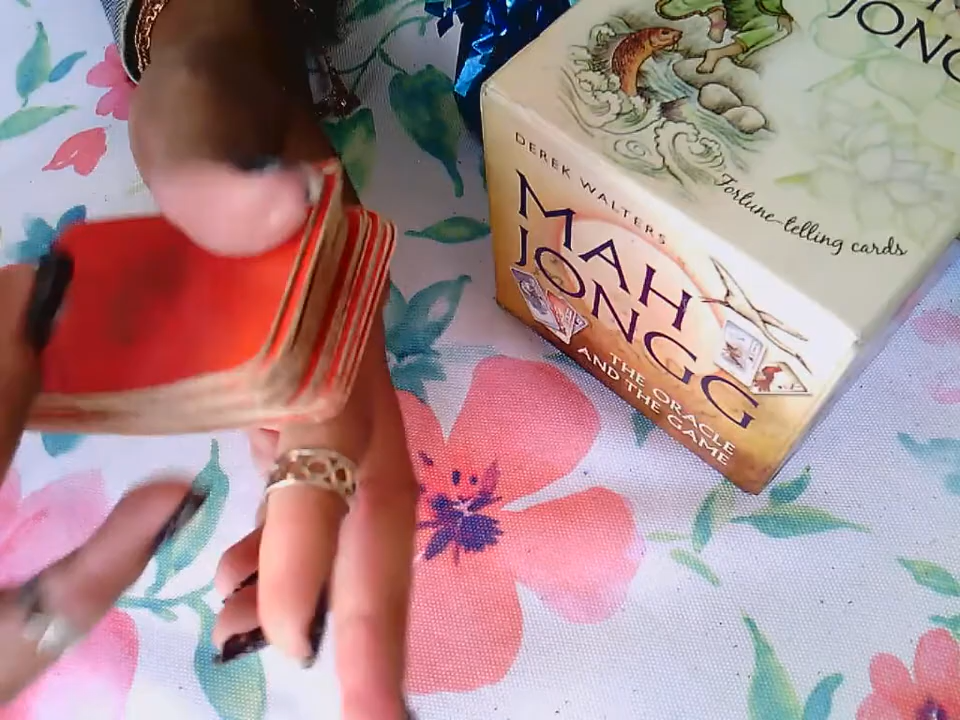 JONG
Fortune-telling cards
DEREK WALTERS
MAH
JONGG
THE ORACLE
AND THE GAME